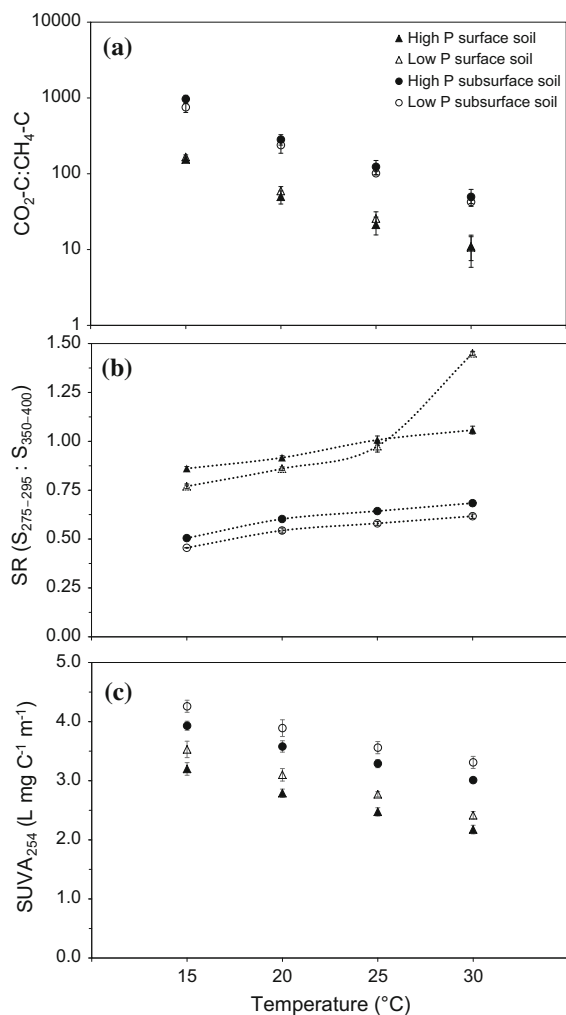 (a)
10000
1000
100
10
1
CO₂-C:CH₄-C
High P surface soil
Low P surface soil
High P subsurface soil
Low P subsurface soil
(b)
1.50
1.25
1.00
0.75
0.50
0.25
0.00
SR (S₂₇₅₋₂₉₅ : S₃₅₀₋₄₀₀)
(c)
5.0
4.0
3.0
2.0
1.0
0.0
SUVA₂₅₄ (L mg C⁻¹ m⁻¹)
15 20 25 30
Temperature (°C)